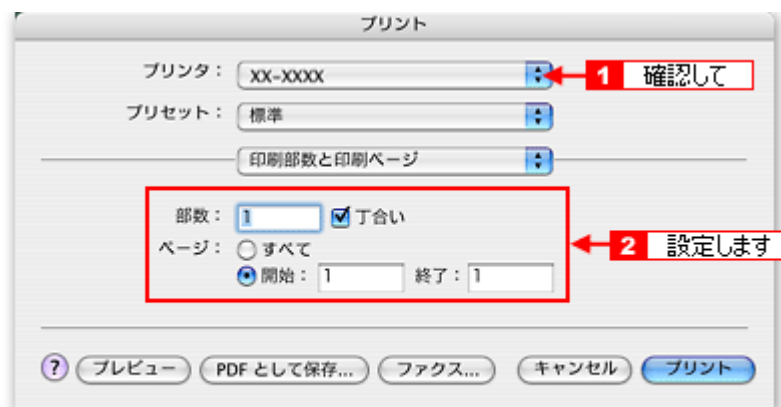 プリント
プリンタ： XX-XXXX 1 確認して
プリセット： 標準
印刷部数と印刷ページ
部数： 1 丁合い
ページ： すべて
2 設定します
開始： 1 終了： 1
? プレビュー PDF として保存... ファクス... キャンセル プリント